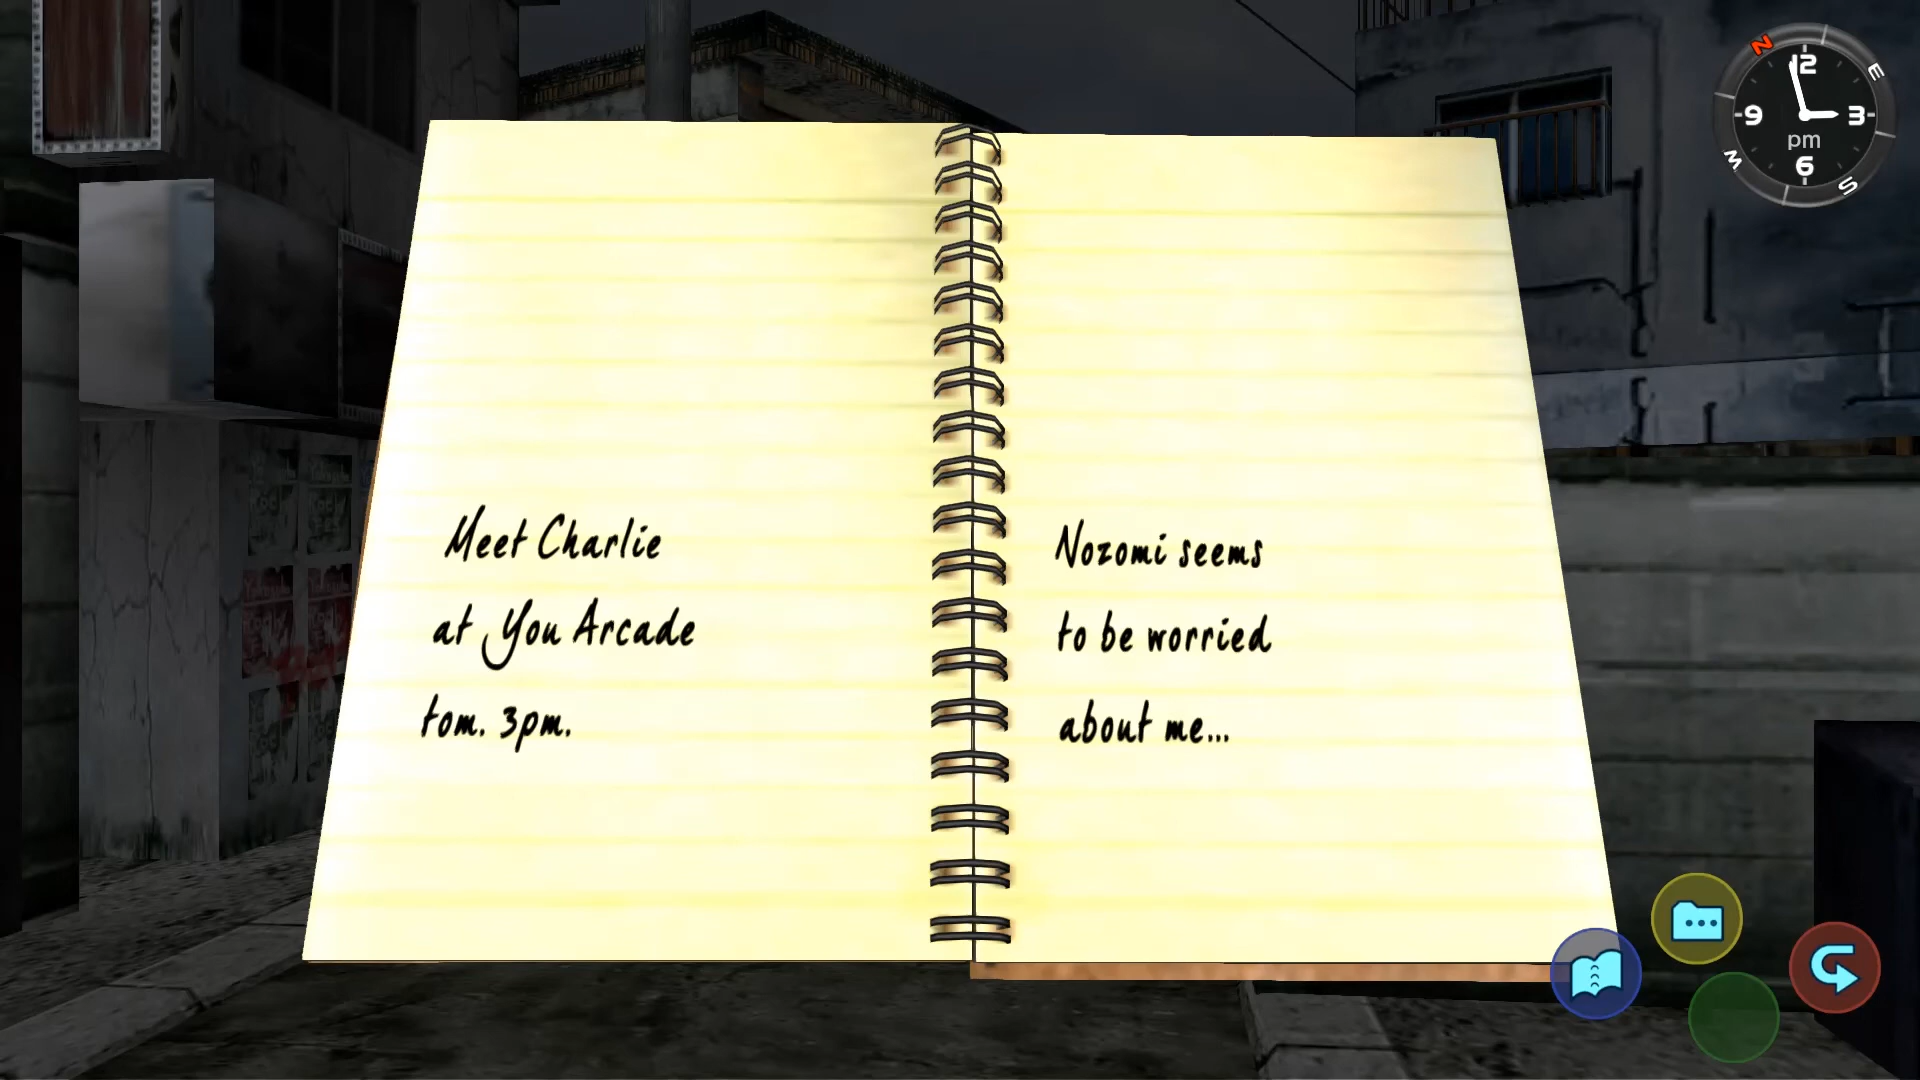 Meet Charlie
at You Arcade
tom. 3pm.
Nozomi seems
to be worried
about me...
N
E
S
W
12
3
6
9
pm